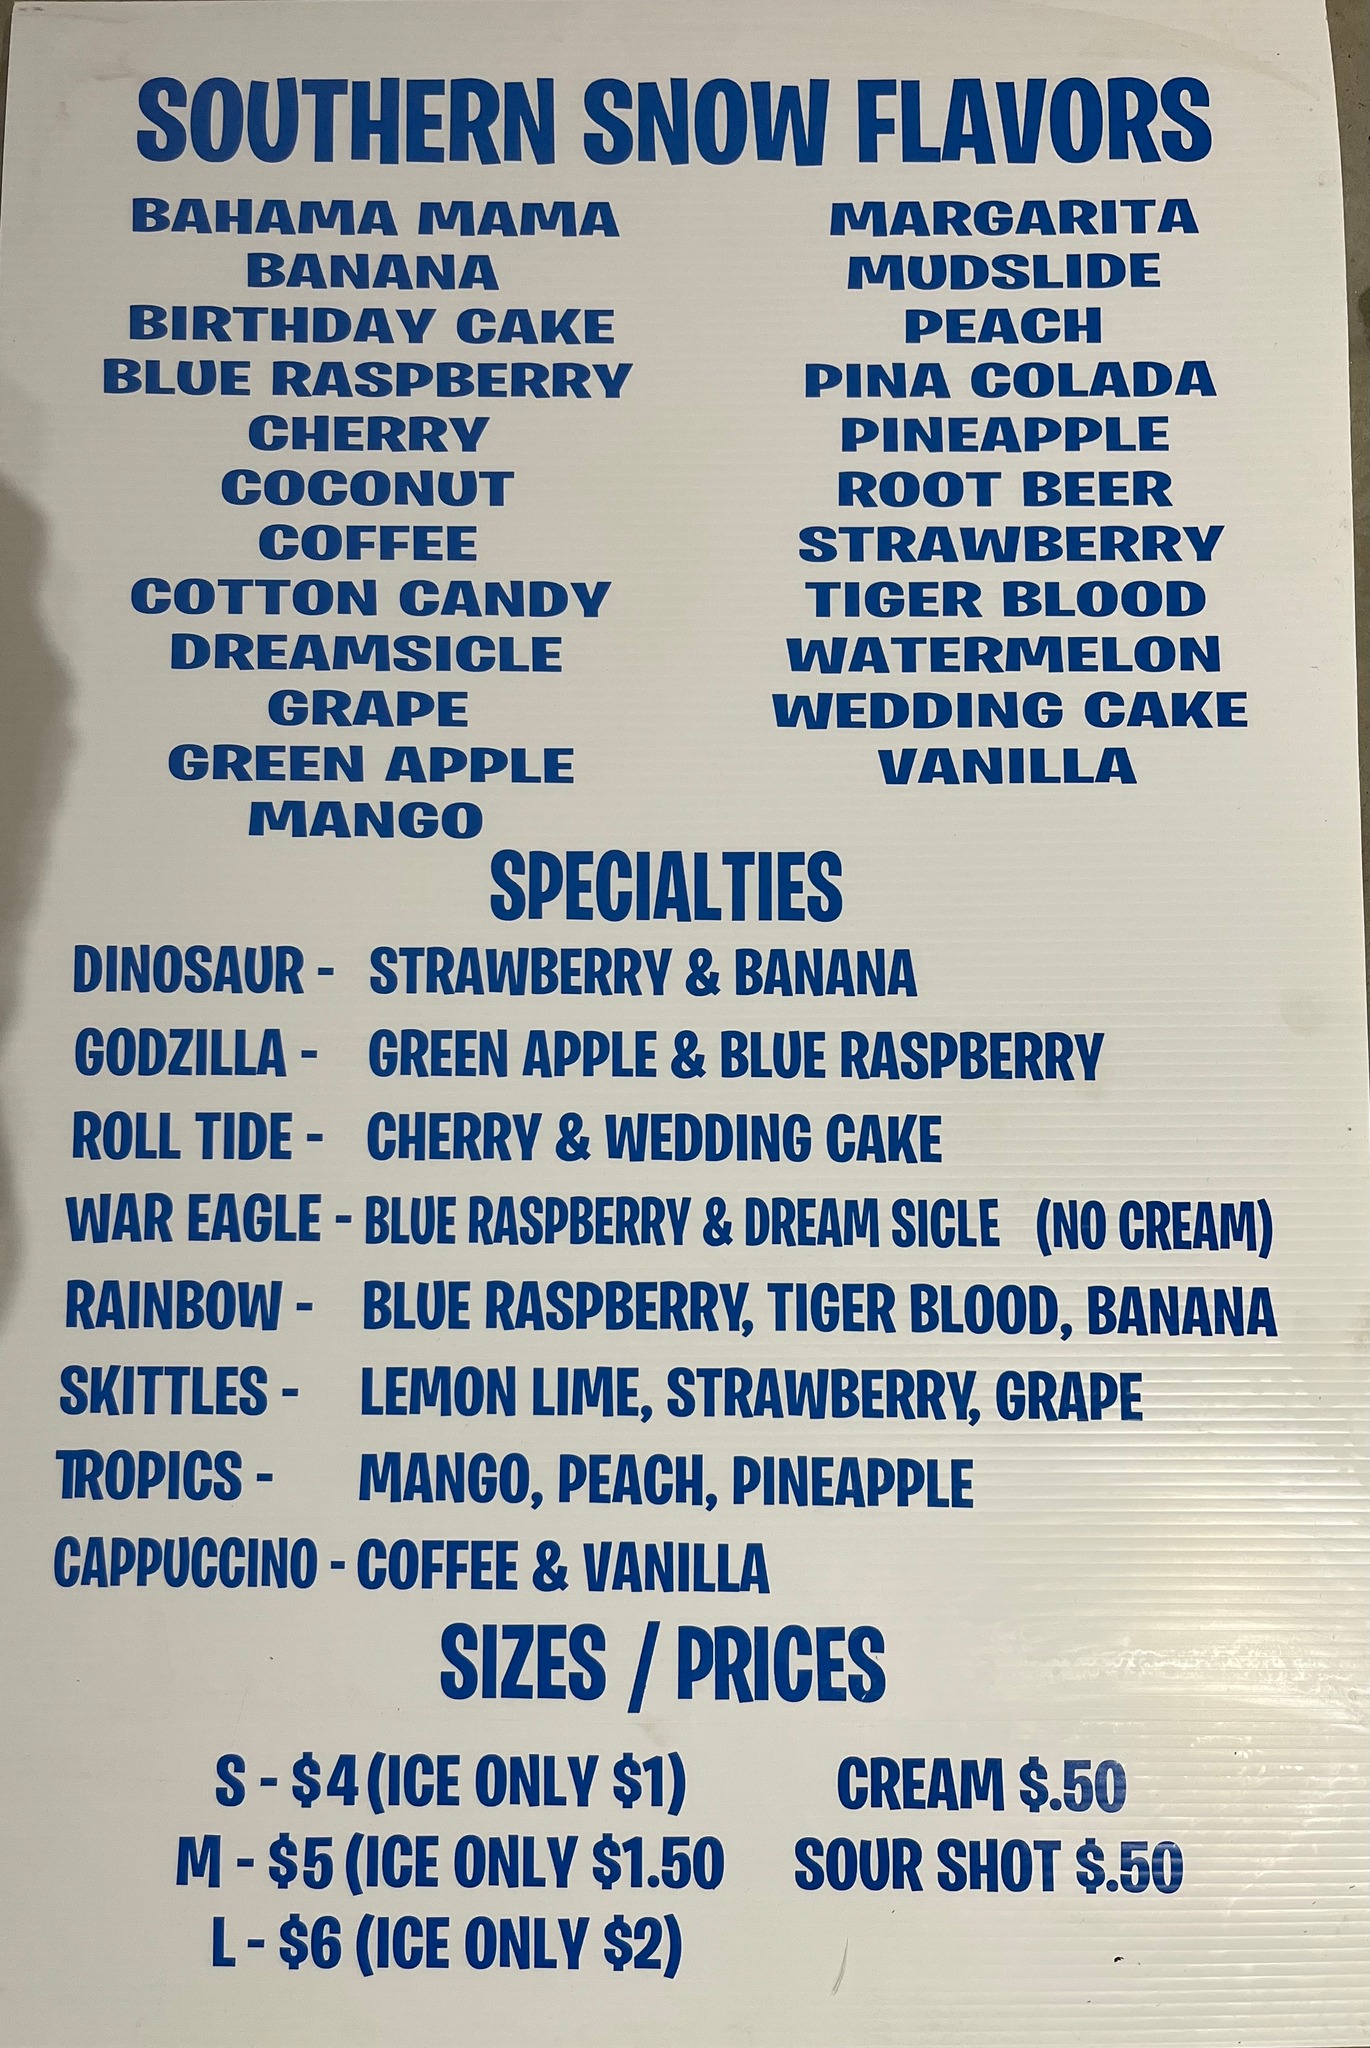 SOUTHERN SNOW FLAVORS
BAHAMA MAMA
BANANA
BIRTHDAY CAKE
BLUE RASPBERRY
CHERRY
COCONUT
COFFEE
COTTON CANDY
DREAMSICLE
GRAPE
GREEN APPLE
MANGO
MARGARITA
MUDSLIDE
PEACH
PINA COLADA
PINEAPPLE
ROOT BEER
STRAWBERRY
TIGER BLOOD
WATERMELON
WEDDING CAKE
VANILLA
SPECIALTIES
DINOSAUR - STRAWBERRY & BANANA
GODZILLA - GREEN APPLE & BLUE RASPBERRY
ROLL TIDE - CHERRY & WEDDING CAKE
WAR EAGLE - BLUE RASPBERRY & DREAM SICLE (NO CREAM)
RAINBOW - BLUE RASPBERRY, TIGER BLOOD, BANANA
SKITTLES - LEMON LIME, STRAWBERRY, GRAPE
TROPICS - MANGO, PEACH, PINEAPPLE
CAPPUCCINO - COFFEE & VANILLA
SIZES / PRICES
S - $4 (ICE ONLY $1)
M - $5 (ICE ONLY $1.50
L - $6 (ICE ONLY $2)
CREAM $.50
SOUR SHOT $.50